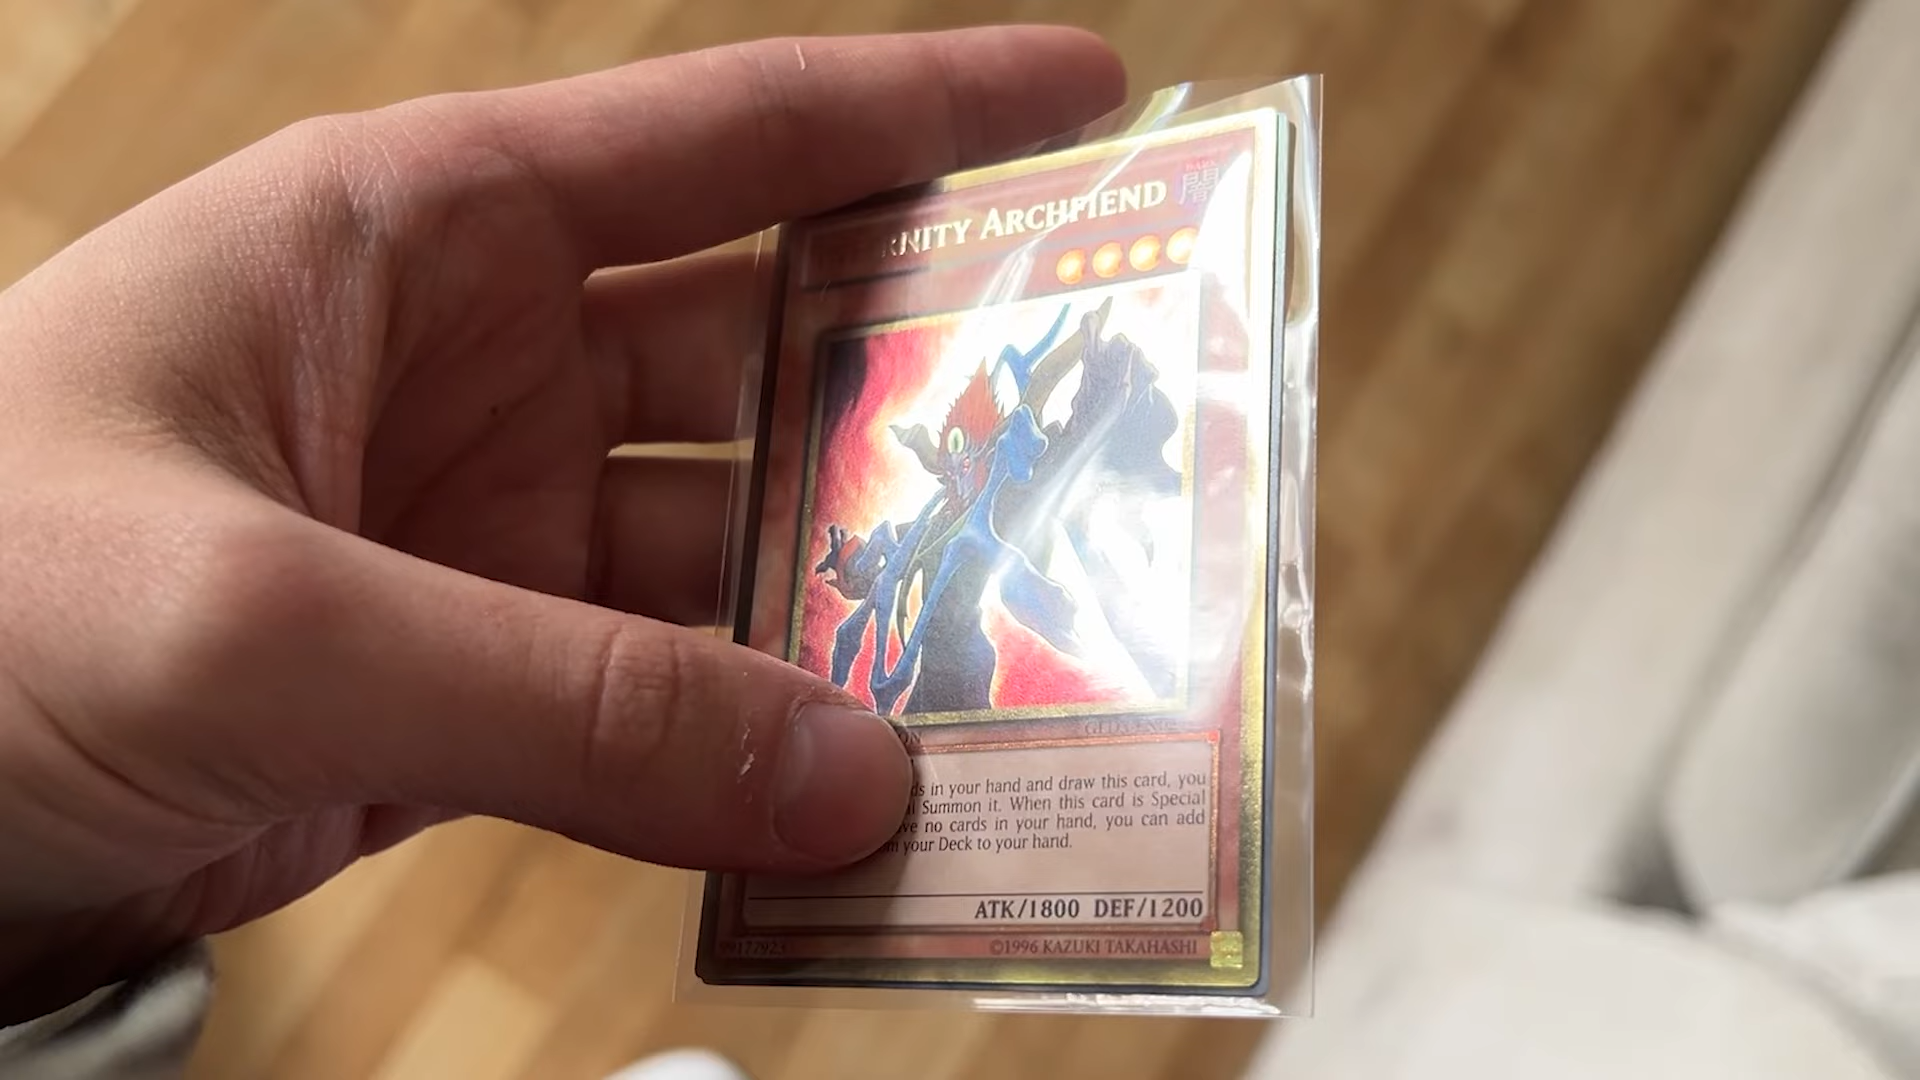 RNITY ARCHFIEND
闇
ON
ds in your hand and draw this card, you
al Summon it. When this card is Special
ve no cards in your hand, you can add
m your Deck to your hand.
ATK/1800 DEF/1200
©1996 KAZUKI TAKAHASHI